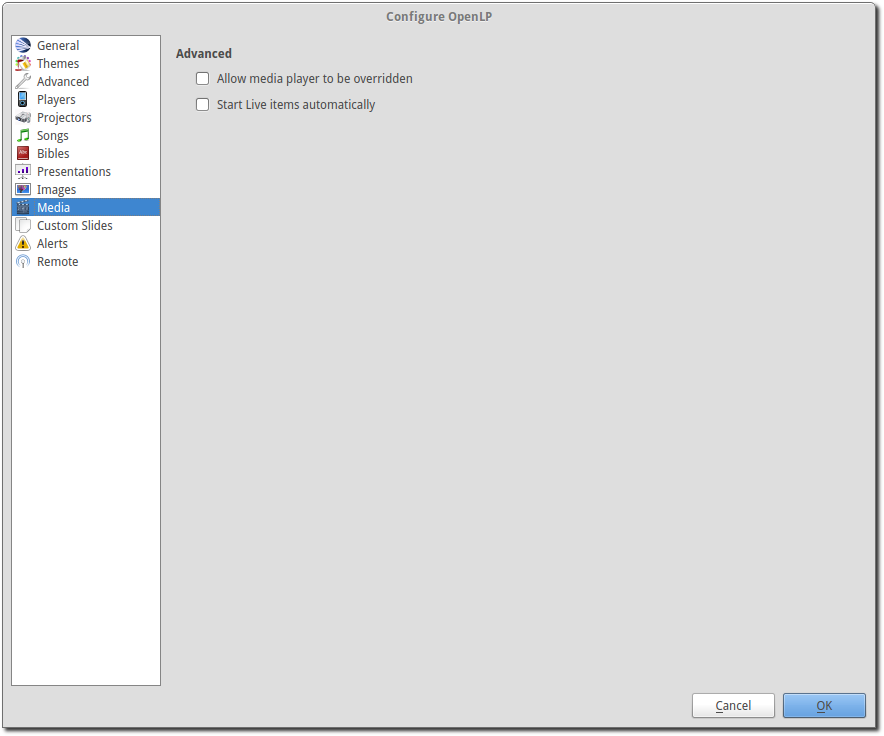 Configure OpenLP
General
Themes
Advanced
Players
Projectors
Songs
Bibles
Presentations
Images
Media
Custom Slides
Alerts
Remote
Advanced
Allow media player to be overridden
Start Live items automatically
Cancel
OK